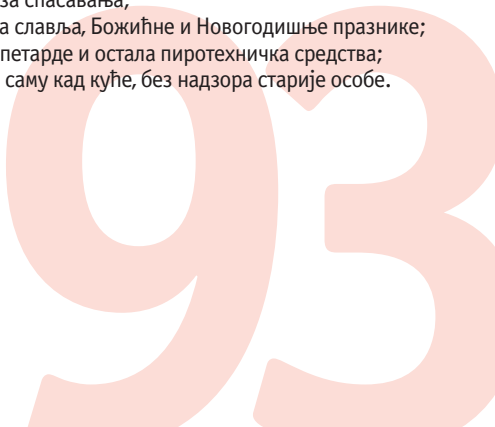 за спасавања;
а славља, Божићне и Новогодишње празнике;
петарде и остала пиротехничка средства;
саму кад куће, без надзора старије особе.
93